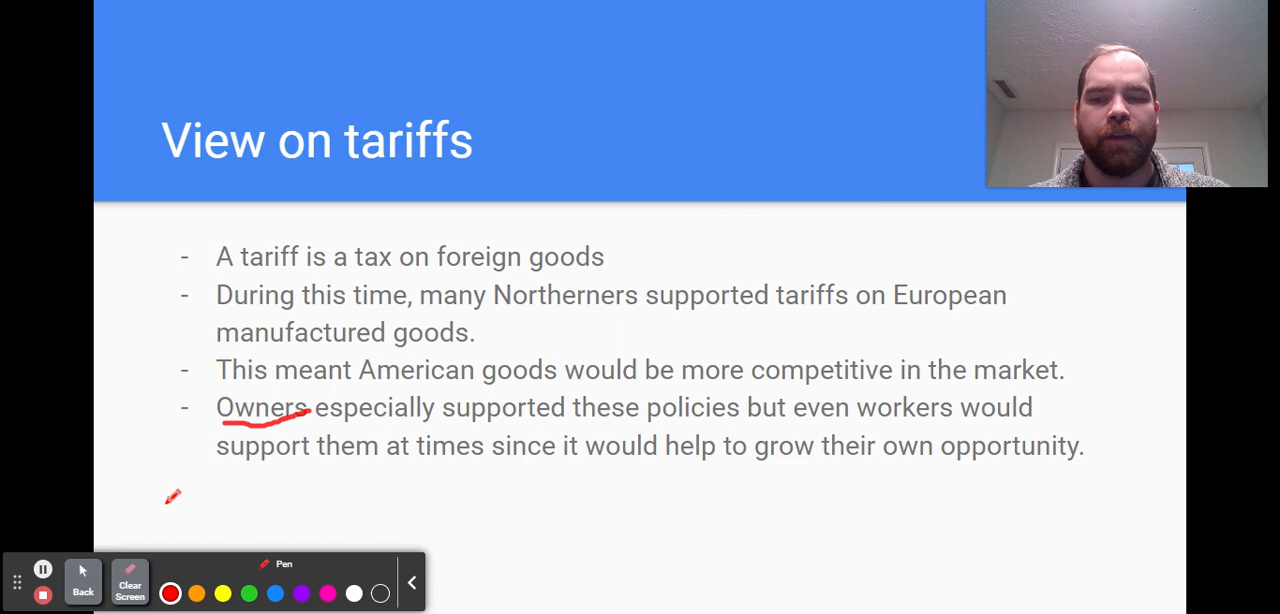 View on tariffs
- A tariff is a tax on foreign goods
- During this time, many Northerners supported tariffs on European
manufactured goods.
- This meant American goods would be more competitive in the market.
- Owners especially supported these policies but even workers would
support them at times since it would help to grow their own opportunity.
Pen
Back
Clear
Screen